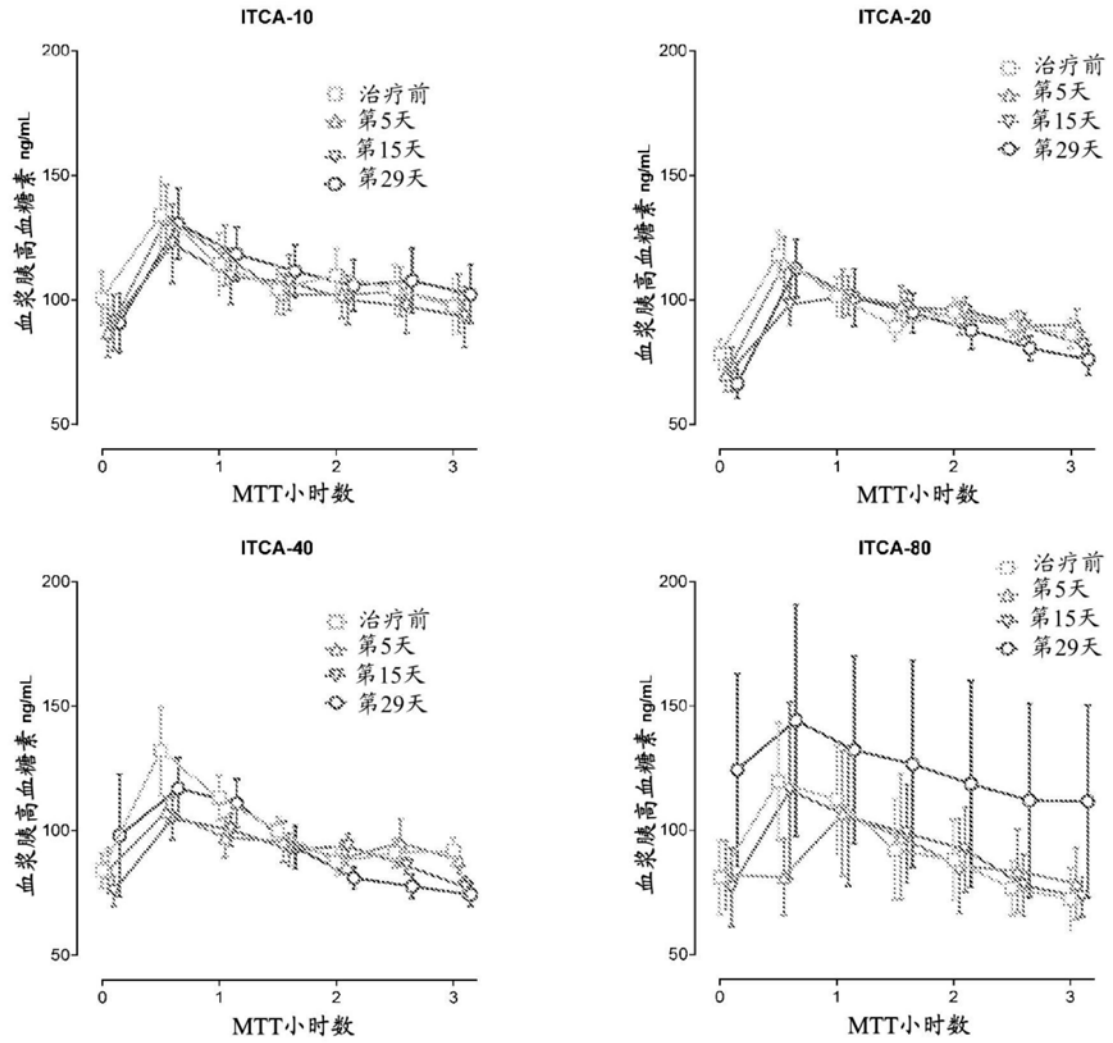 ITCA-10
200
150
100
50
血浆胰高血糖素 ng/mL
治疗前
第5天
第15天
第29天
0 1 2 3
MTT小时数
ITCA-20
200
150
100
50
血浆胰高血糖素 ng/mL
治疗前
第5天
第15天
第29天
0 1 2 3
MTT小时数
ITCA-40
200
150
100
50
血浆胰高血糖素 ng/mL
治疗前
第5天
第15天
第29天
0 1 2 3
MTT小时数
ITCA-80
200
150
100
50
血浆胰高血糖素 ng/mL
治疗前
第5天
第15天
第29天
0 1 2 3
MTT小时数